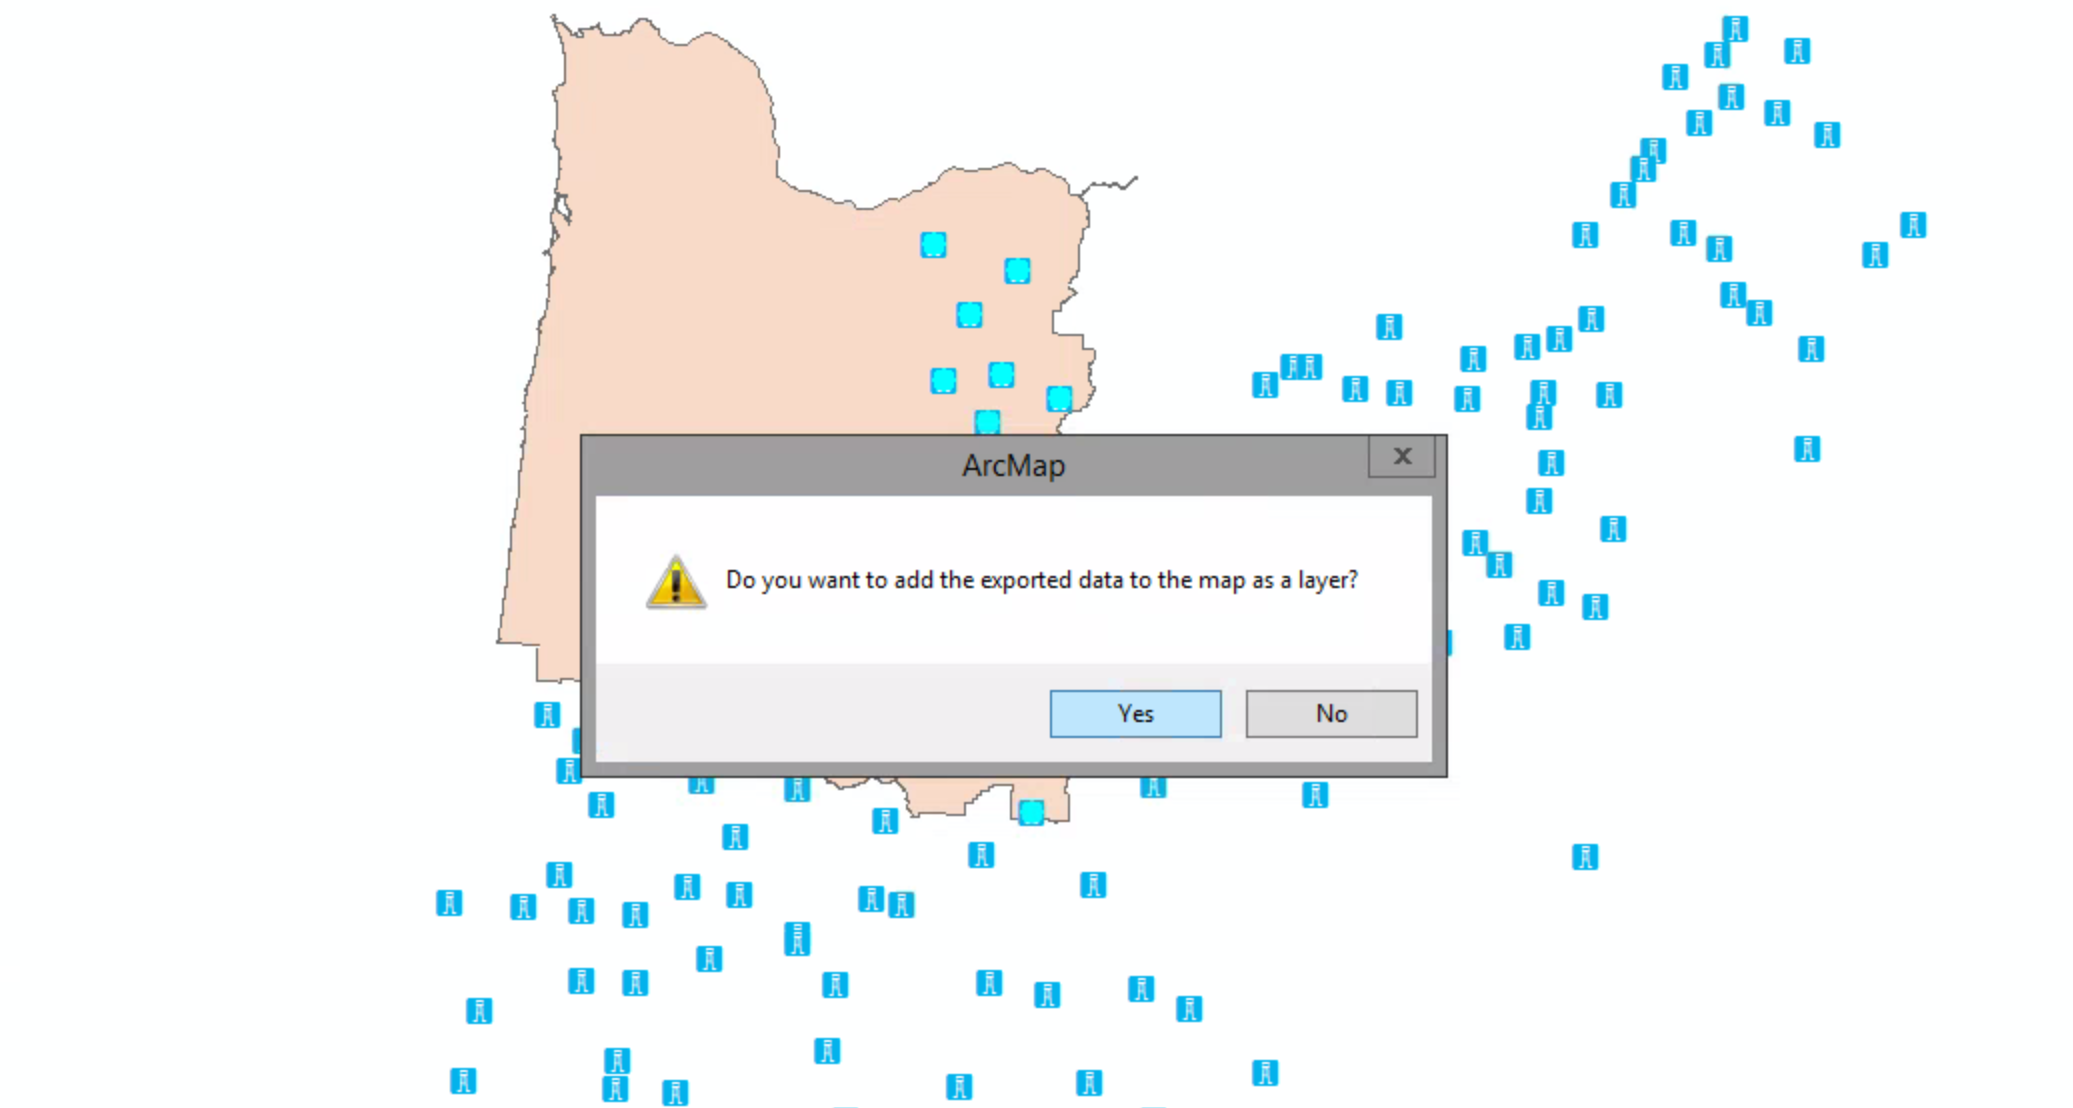 ArcMap
x
Do you want to add the exported data to the map as a layer?
Yes
No